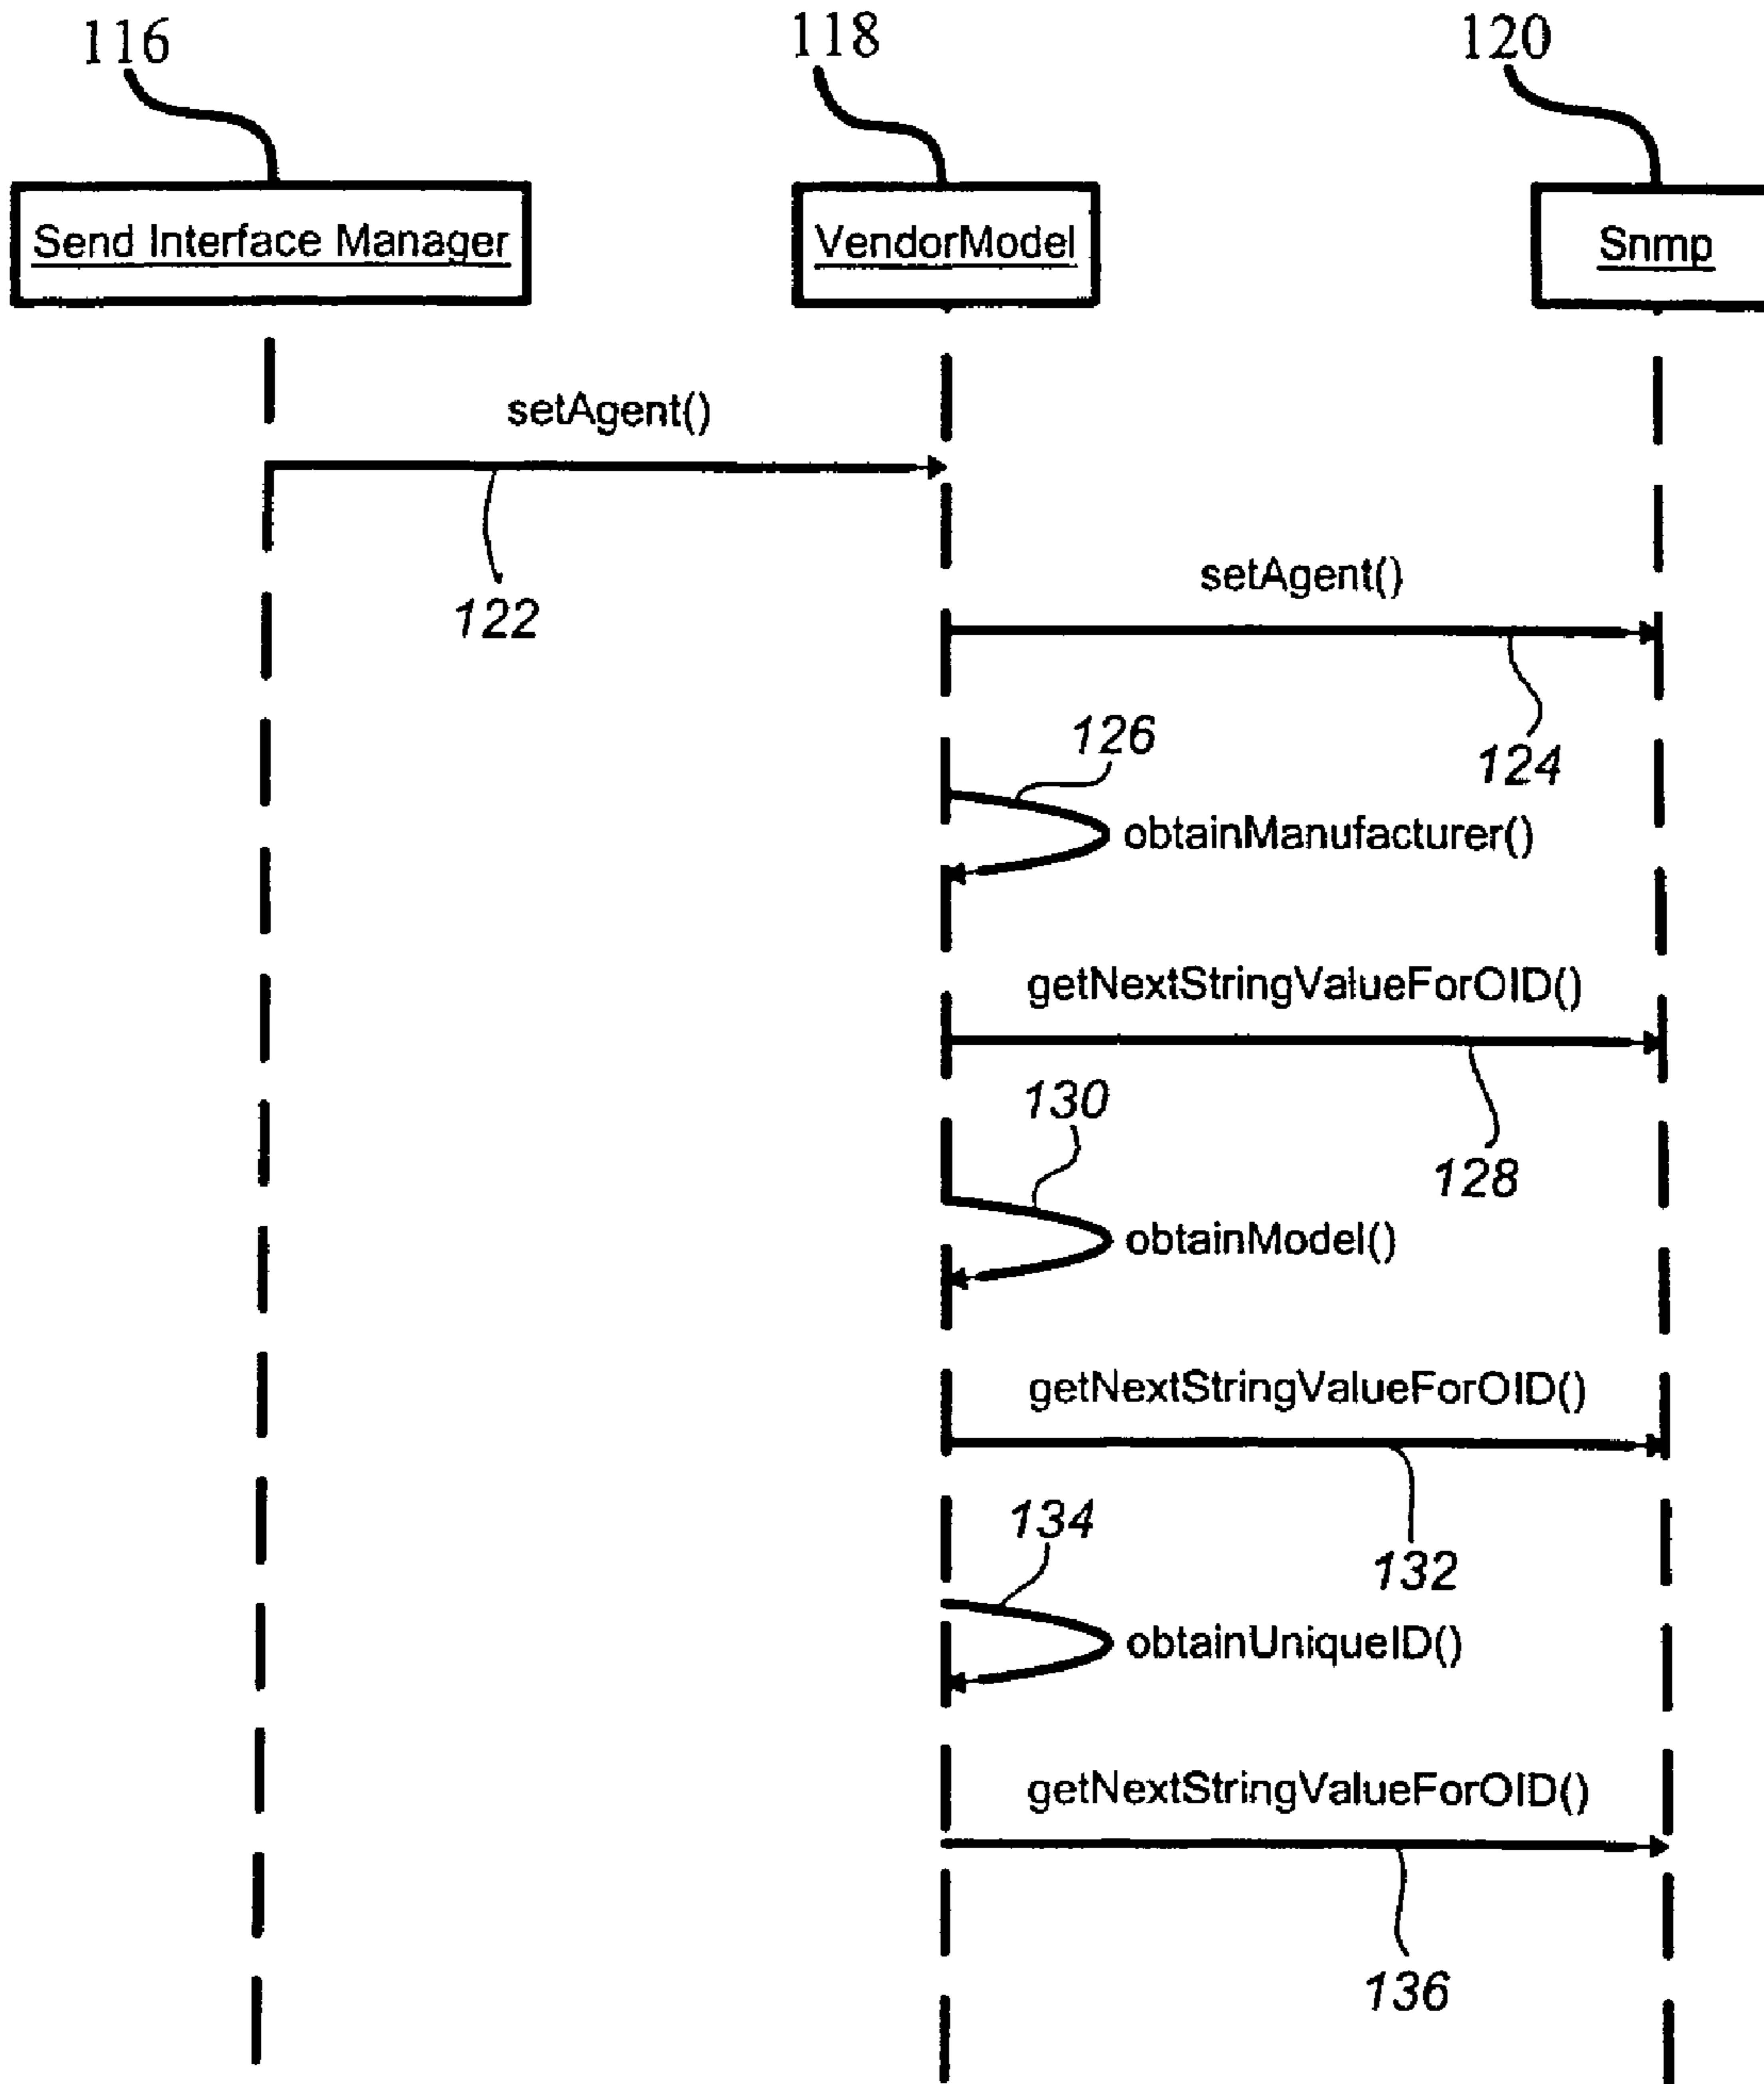 116
118
120
Send Interface Manager
VendorModel
Snmp
setAgent()
122
setAgent()
124
126
obtainManufacturer()
getNextStringValueForOID()
128
130
obtainModel()
getNextStringValueForOID()
132
134
obtainUniqueID()
getNextStringValueForOID()
136